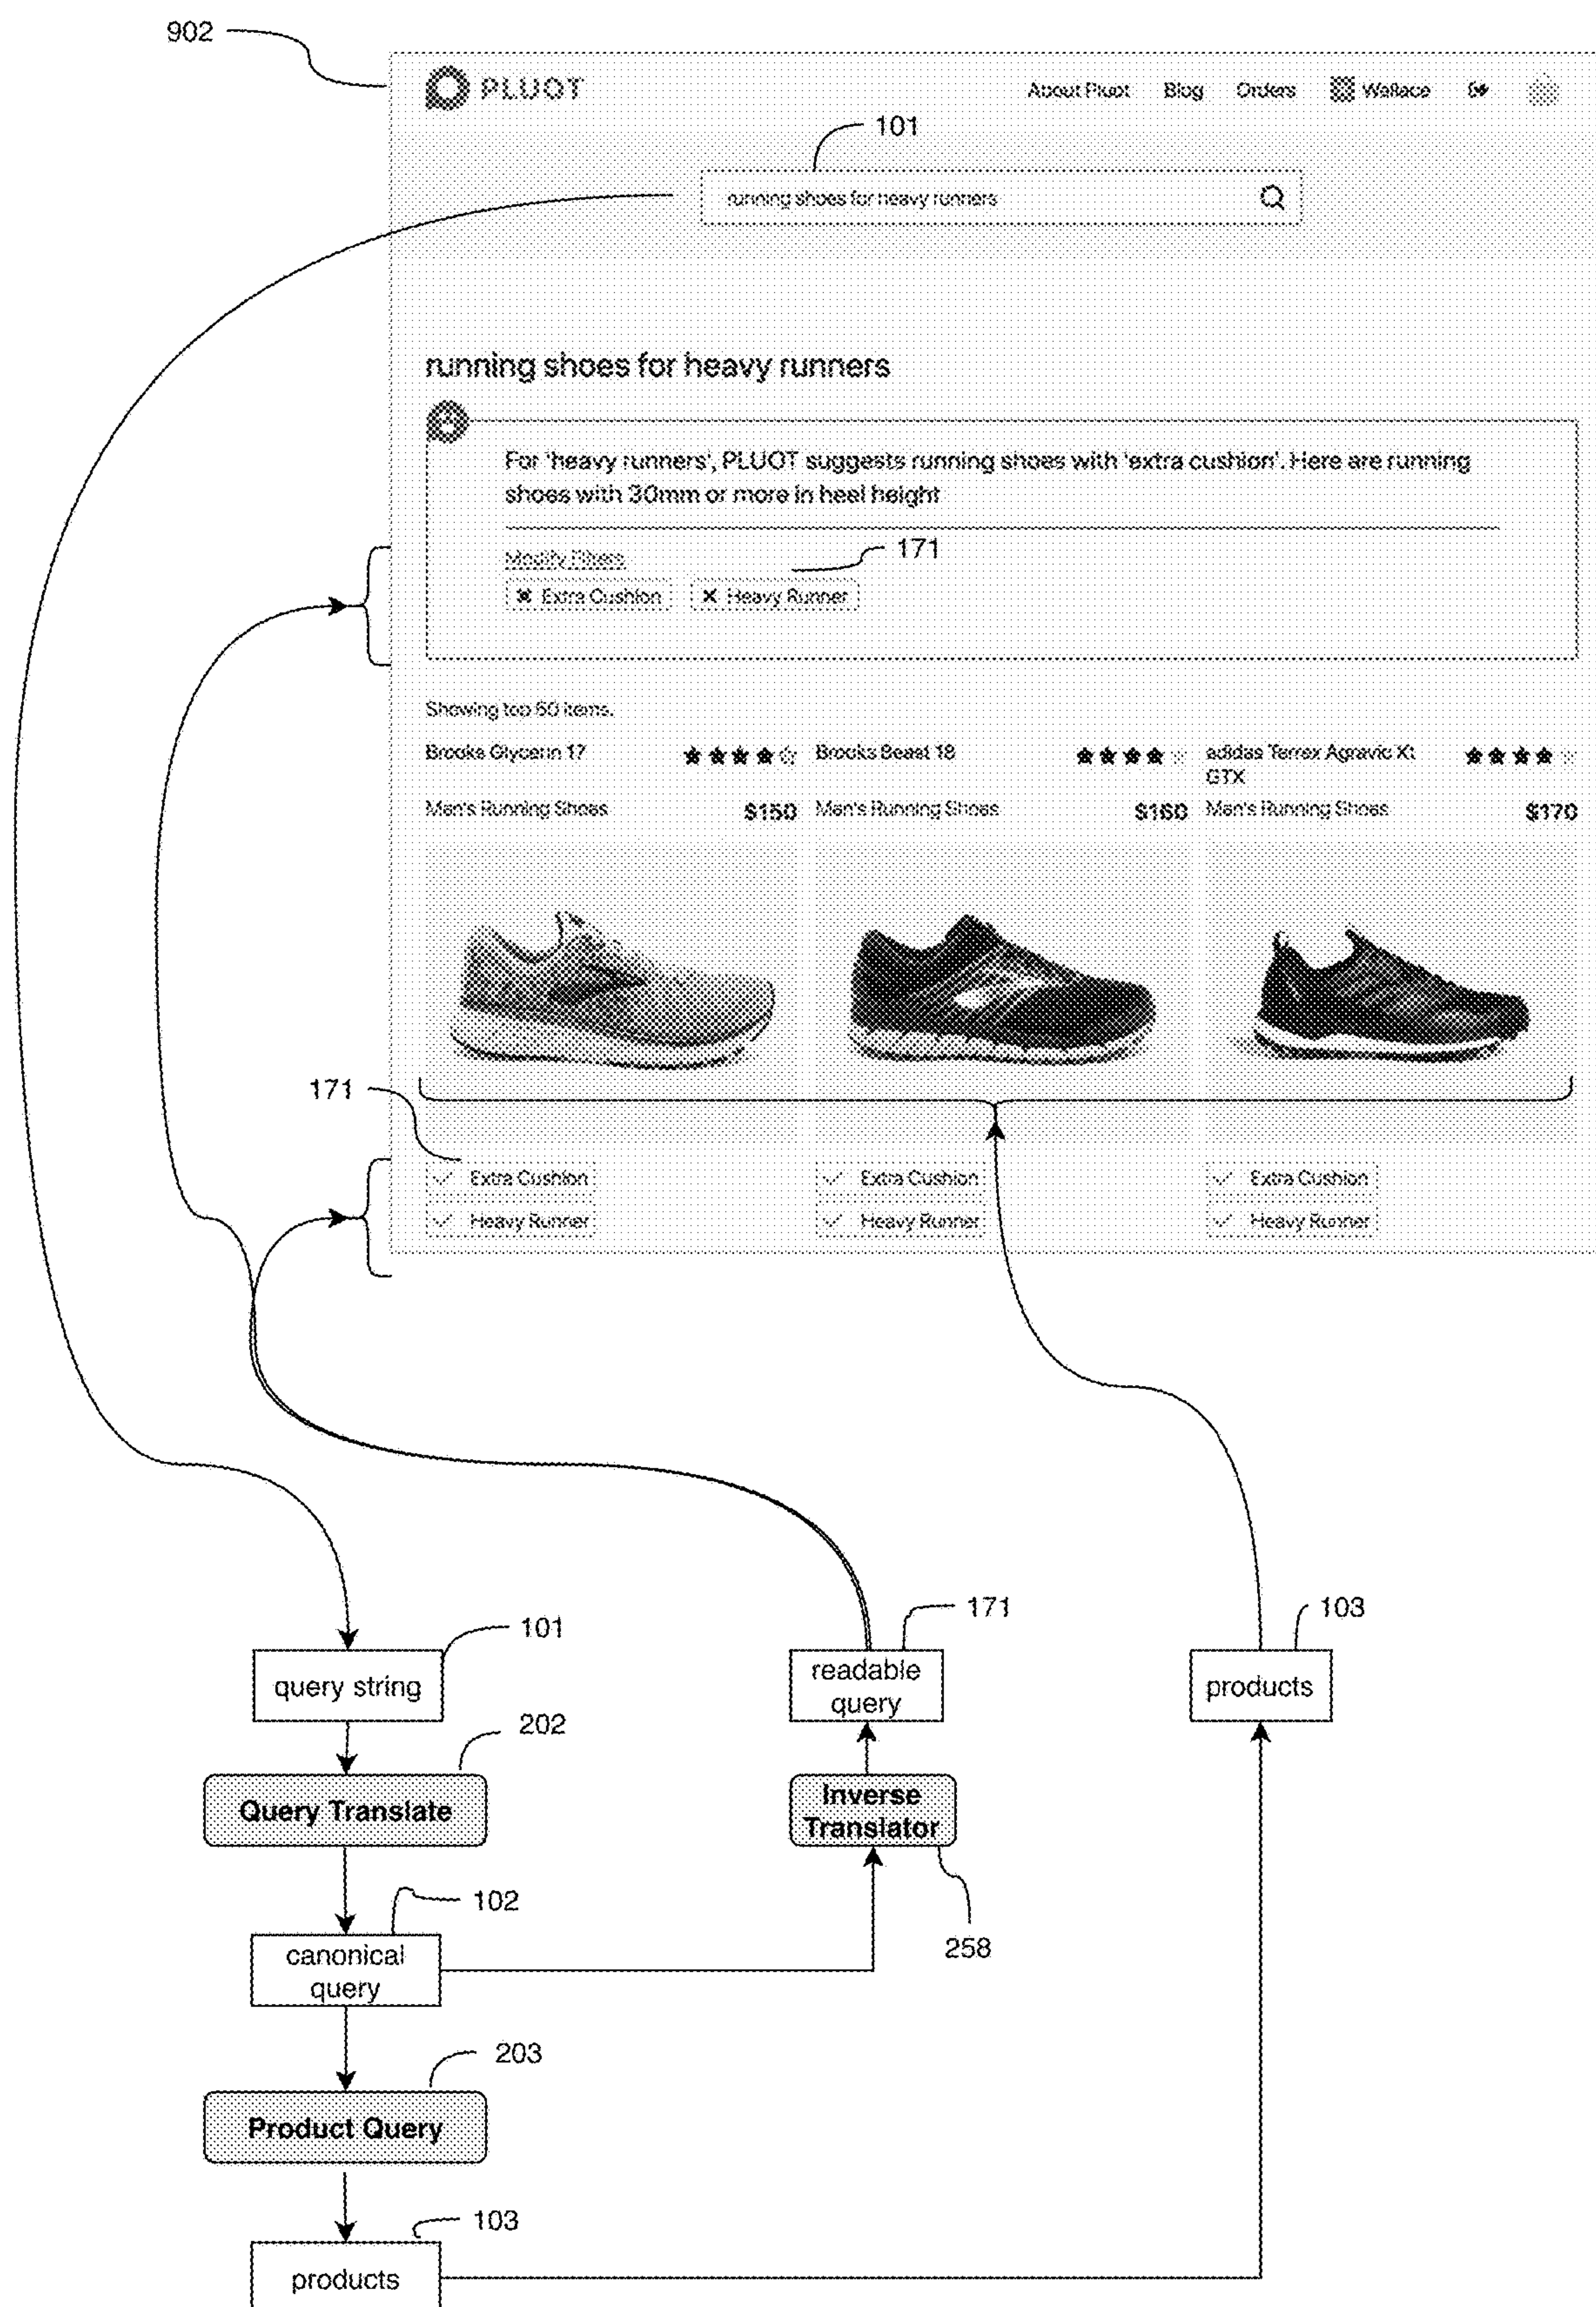 902
PLUOT
About Pluot Blog Orders Wallace
101
running shoes for heavy runners
running shoes for heavy runners
For 'heavy runners', PLUOT suggests running shoes with 'extra cushion'. Here are running
shoes with 30mm or more in heel height
Modify Filters
171
Extra Cushion Heavy Runner
Showing top 60 items.
Brooks Glycerin 17 Brooks Beast 18 adidas Terrex Agravic Xt
GTX
Men's Running Shoes $150 Men's Running Shoes $160 Men's Running Shoes $170
171
Extra Cushion Extra Cushion Extra Cushion
Heavy Runner Heavy Runner Heavy Runner
101
171
103
query string
readable
query
products
202
Query Translate
Inverse
Translator
102
258
canonical
query
203
Product Query
103
products